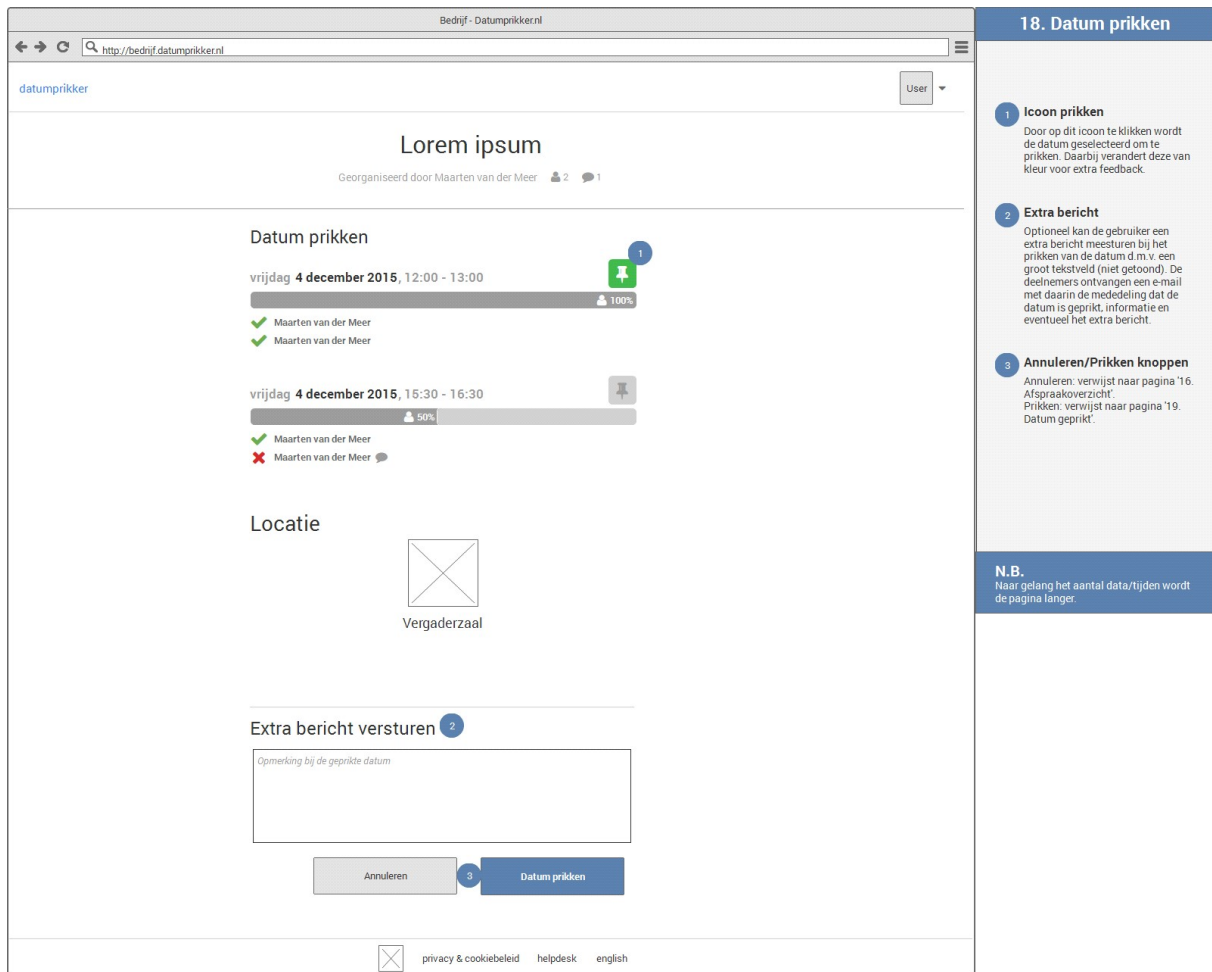 Bedrijf - Datumprikker.nl
http://bedrijf.datumprikker.nl
datumprikker
User
Lorem ipsum
Georganiseerd door Maarten van der Meer 2 1
Datum prikken
1
vrijdag 4 december 2015, 12:00 - 13:00
100%
Maarten van der Meer
Maarten van der Meer
vrijdag 4 december 2015, 15:30 - 16:30
50%
Maarten van der Meer
Maarten van der Meer
Locatie
Vergaderzaal
Extra bericht versturen 2
Opmerking bij de geprikte datum
Annuleren 3 Datum prikken
privacy & cookiebeleid helpdesk english
18. Datum prikken
1 Icoon prikken
Door op dit icoon te klikken wordt
de datum geselecteerd om te
prikken. Daarbij verandert deze van
kleur voor extra feedback.
2 Extra bericht
Optioneel kan de gebruiker een
extra bericht meesturen bij het
prikken van de datum d.m.v. een
groot tekstveld (niet getoond). De
deelnemers ontvangen een e-mail
met daarin de mededeling dat de
datum is geprikt, informatie en
eventueel het extra bericht.
3 Annuleren/Prikken knoppen
Annuleren: verwijst naar pagina '16.
Afspraakoverzicht'.
Prikken: verwijst naar pagina '19.
Datum geprikt'.
N.B.
Naar gelang het aantal data/tijden wordt
de pagina langer.